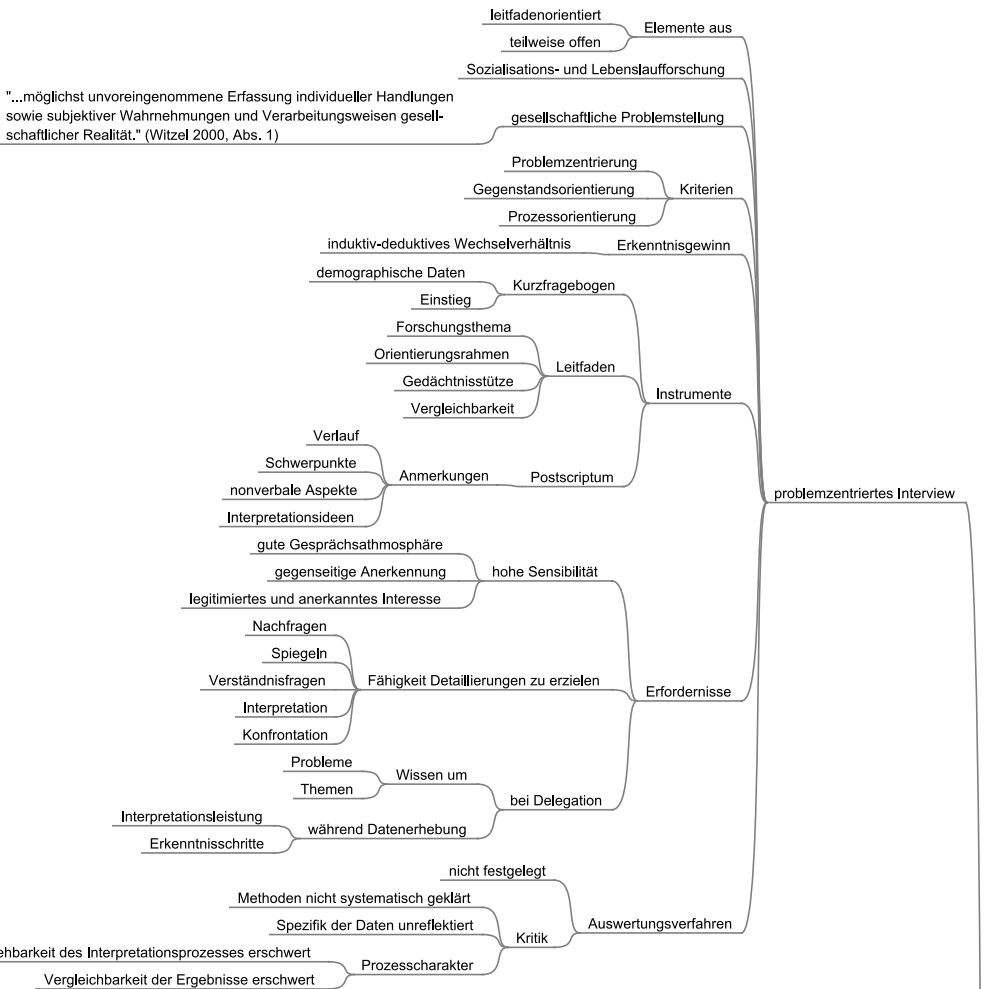 leitfadenorientiert
Elemente aus
teilweise offen
Sozialisations- und Lebenslaufforschung
"...möglichst unvoreingenommene Erfassung individueller Handlungen
sowie subjektiver Wahrnehmungen und Verarbeitungsweisen gesell-
schaftlicher Realität." (Witzel 2000, Abs. 1)
gesellschaftliche Problemstellung
Problemzentrierung
Gegenstandsorientierung
Kriterien
Prozessorientierung
induktiv-deduktives Wechselverhältnis
Erkenntnisgewinn
demographische Daten
Kurzfragebogen
Einstieg
Forschungsthema
Orientierungsrahmen
Leitfaden
Gedächtnisstütze
Vergleichbarkeit
Instrumente
Verlauf
Schwerpunkte
Anmerkungen
Postscriptum
nonverbale Aspekte
Interpretationsideen
problemzentriertes Interview
gute Gesprächsathmosphäre
gegenseitige Anerkennung
hohe Sensibilität
legitimiertes und anerkanntes Interesse
Nachfragen
Spiegeln
Verständnisfragen
Fähigkeit Detaillierungen zu erzielen
Interpretation
Konfrontation
Erfordernisse
Probleme
Wissen um
Themen
bei Delegation
Interpretationsleistung
während Datenerhebung
Erkenntnisschritte
nicht festgelegt
Auswertungsverfahren
Methoden nicht systematisch geklärt
Spezifik der Daten unreflektiert
Kritik
ehbarkeit des Interpretationsprozesses erschwert
Prozesscharakter
Vergleichbarkeit der Ergebnisse erschwert